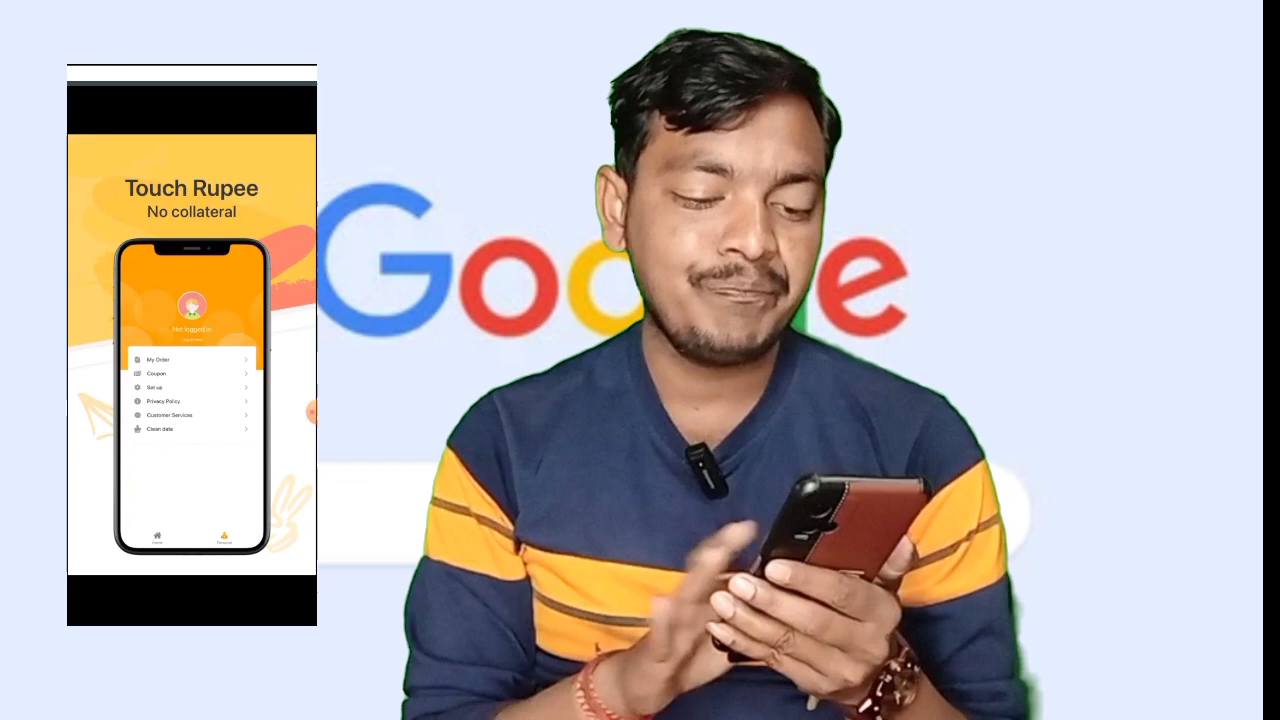 Touch Rupee
No collateral
Not logged in
My Order
Coupon
Set up
Privacy Policy
Customer Services
Clean data
Home
Personal
Google